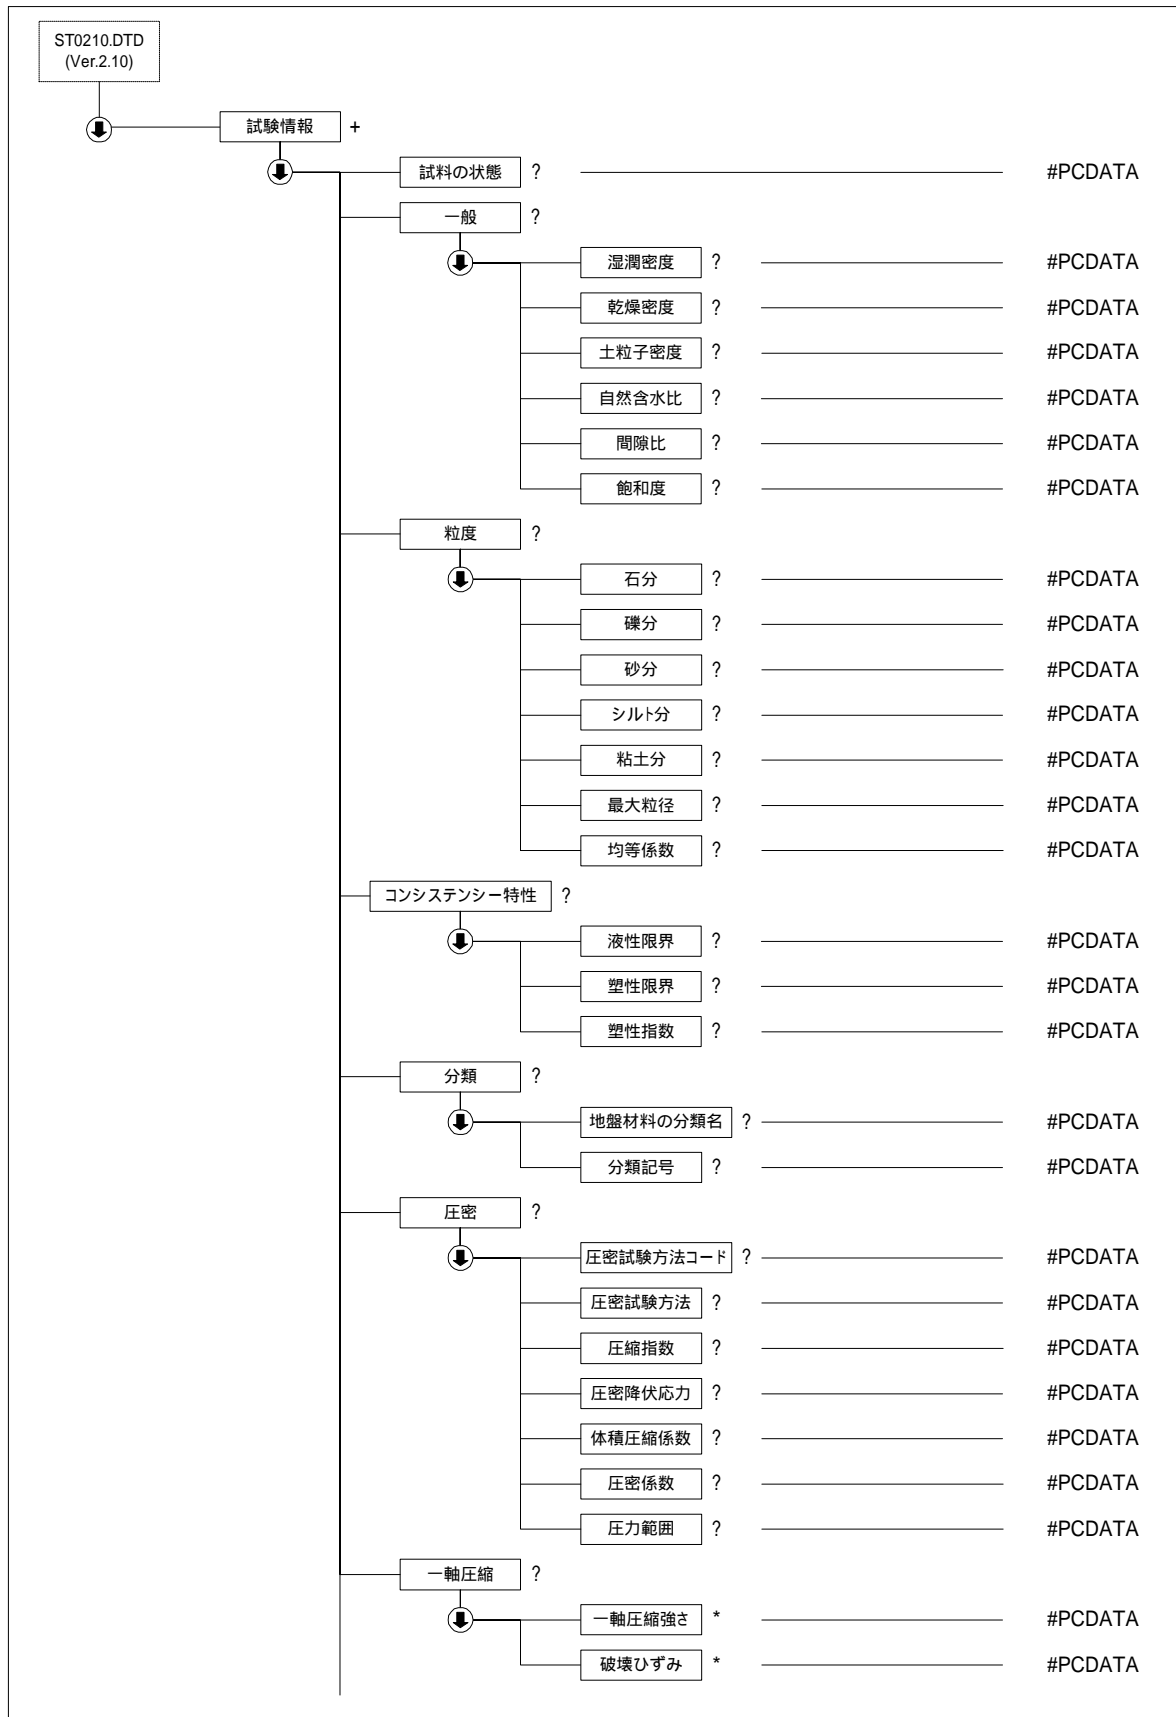 ST0210.DTD
(Ver.2.10)
試験情報 +
試料の状態 ? #PCDATA
一般 ?
湿潤密度 ? #PCDATA
乾燥密度 ? #PCDATA
土粒子密度 ? #PCDATA
自然含水比 ? #PCDATA
間隙比 ? #PCDATA
飽和度 ? #PCDATA
粒度 ?
石分 ? #PCDATA
礫分 ? #PCDATA
砂分 ? #PCDATA
シルト分 ? #PCDATA
粘土分 ? #PCDATA
最大粒径 ? #PCDATA
均等係数 ? #PCDATA
コンシステンシー特性 ?
液性限界 ? #PCDATA
塑性限界 ? #PCDATA
塑性指数 ? #PCDATA
分類 ?
地盤材料の分類名 ? #PCDATA
分類記号 ? #PCDATA
圧密 ?
圧密試験方法コード ? #PCDATA
圧密試験方法 ? #PCDATA
圧縮指数 ? #PCDATA
圧密降伏応力 ? #PCDATA
体積圧縮係数 ? #PCDATA
圧密係数 ? #PCDATA
圧力範囲 ? #PCDATA
一軸圧縮 ?
一軸圧縮強さ * #PCDATA
破壊ひずみ * #PCDATA